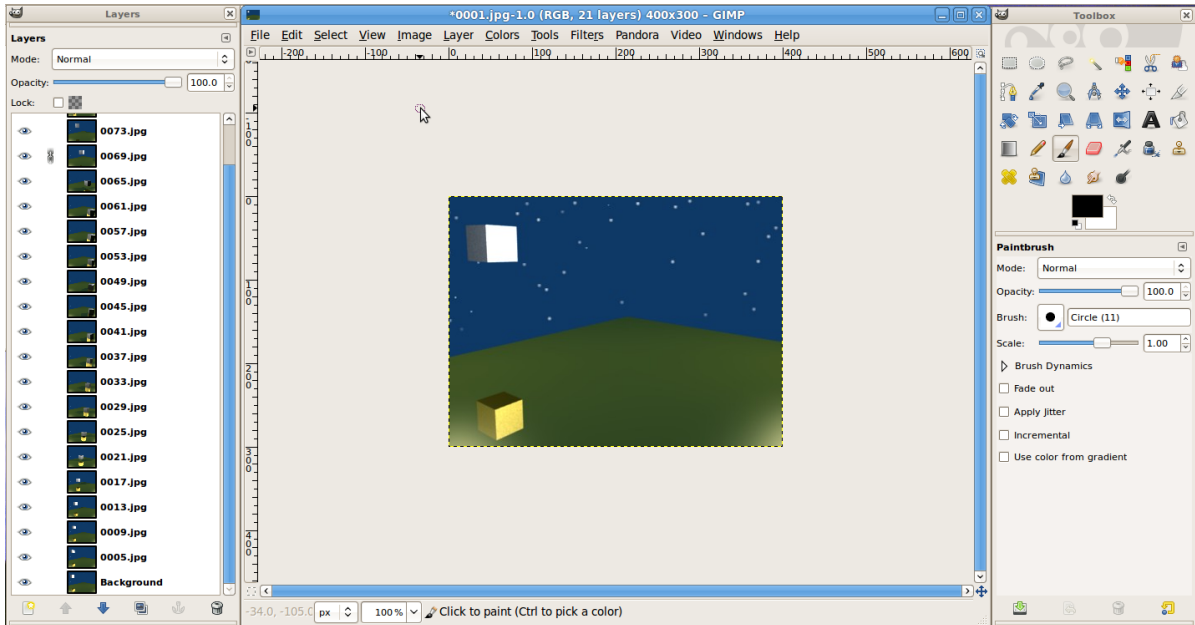 Layers
Layers
Mode: Normal
Opacity: 100.0
Lock:
0073.jpg
0069.jpg
0065.jpg
0061.jpg
0057.jpg
0053.jpg
0049.jpg
0045.jpg
0041.jpg
0037.jpg
0033.jpg
0029.jpg
0025.jpg
0021.jpg
0017.jpg
0013.jpg
0009.jpg
0005.jpg
Background
*0001.jpg-1.0 (RGB, 21 layers) 400x300 – GIMP
File Edit Select View Image Layer Colors Tools Filters Pandora Video Windows Help
-200 -100 0 100 200 300 400 500 600
-100
0
100
200
300
400
-34.0, -105.0 px 100% Click to paint (Ctrl to pick a color)
Toolbox
Paintbrush
Mode: Normal
Opacity: 100.0
Brush: Circle (11)
Scale: 1.00
Brush Dynamics
Fade out
Apply Jitter
Incremental
Use color from gradient